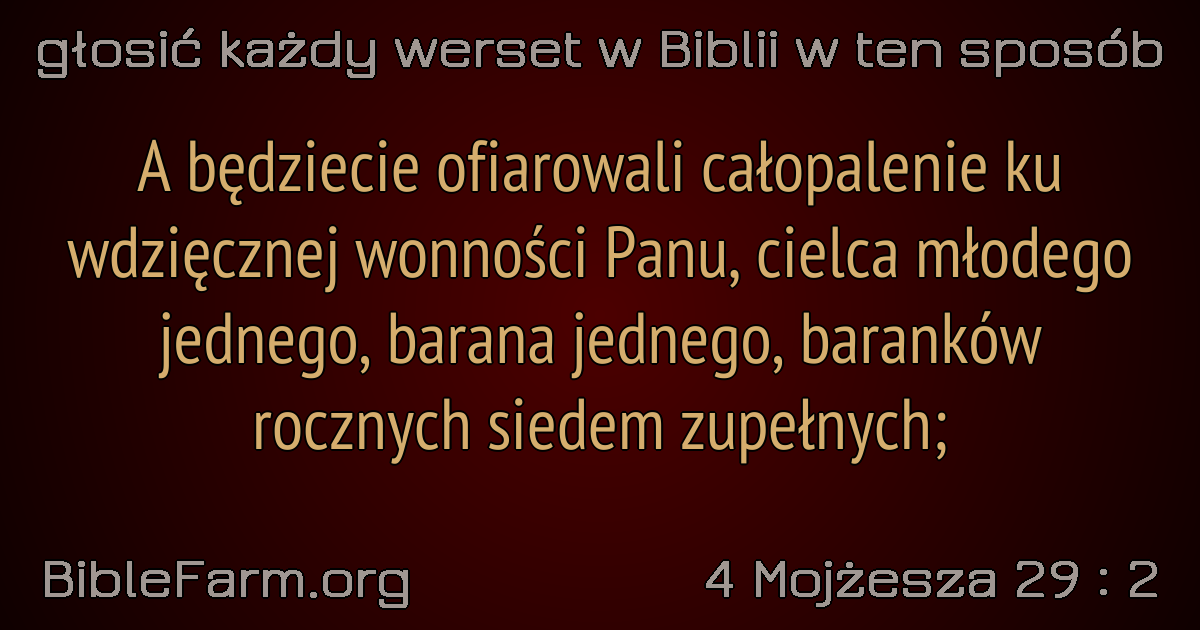 głosić każdy werset w Biblii w ten sposób
A będziecie ofiarowali całopalenie ku
wdzięcznej wonności Panu, cielca młodego
jednego, barana jednego, baranków
rocznych siedem zupełnych;
BibleFarm.org
4 Mojżesza 29 : 2